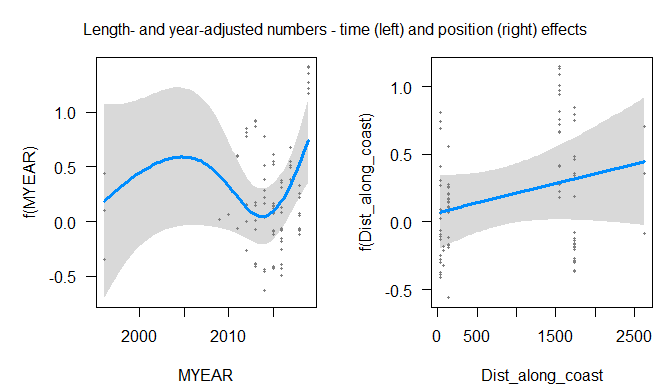 Length- and year-adjusted numbers - time (left) and position (right) effects
f(MYEAR)
1.0
0.5
0.0
-0.5
2000
2010
MYEAR
f(Dist_along_coast)
1.0
0.5
0.0
-0.5
0
500
1500
2500
Dist_along_coast